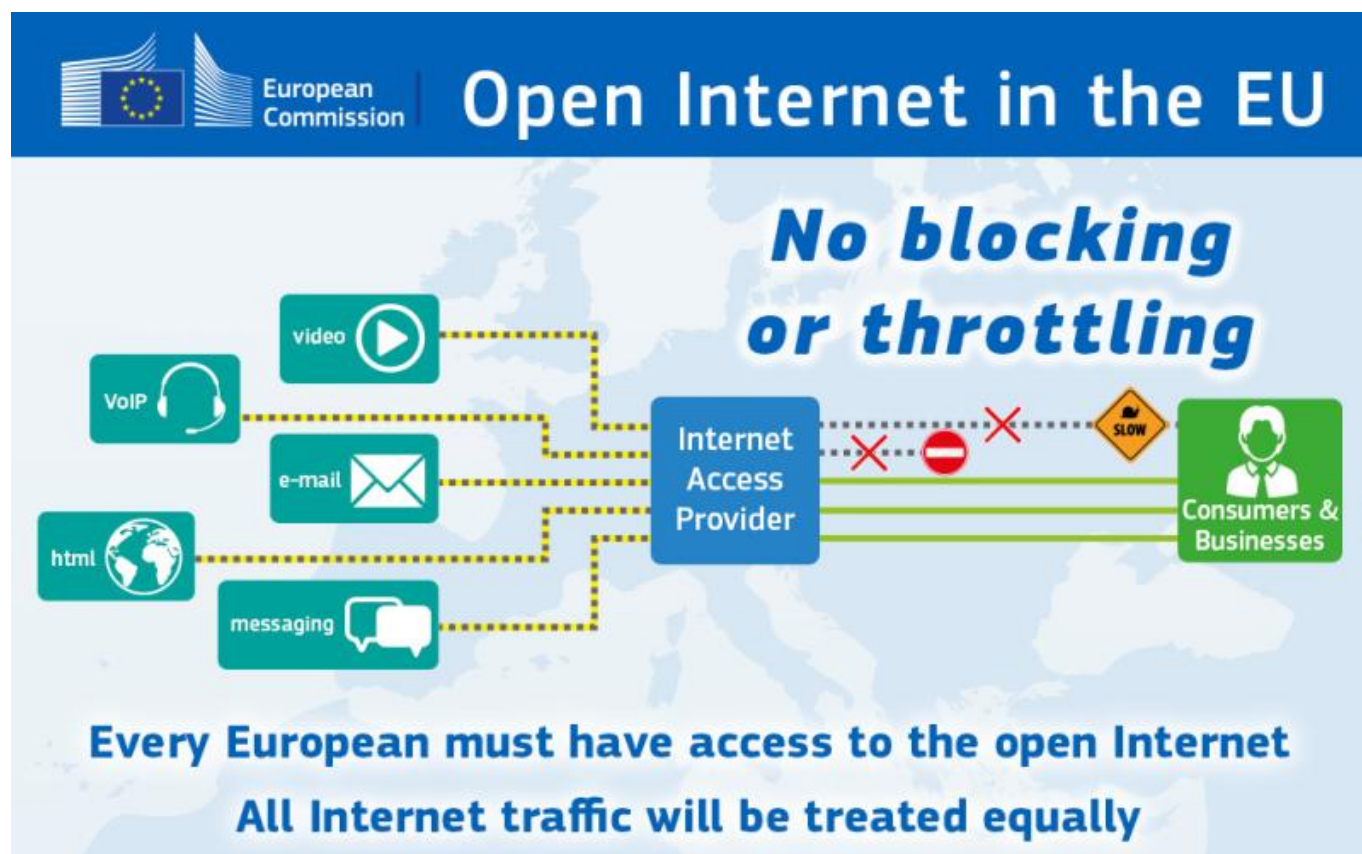 European
Commission
Open Internet in the EU
No blocking
or throttling
video
VoIP
e-mail
html
messaging
Internet
Access
Provider
SLOW
Consumers &
Businesses
Every European must have access to the open Internet
All Internet traffic will be treated equally